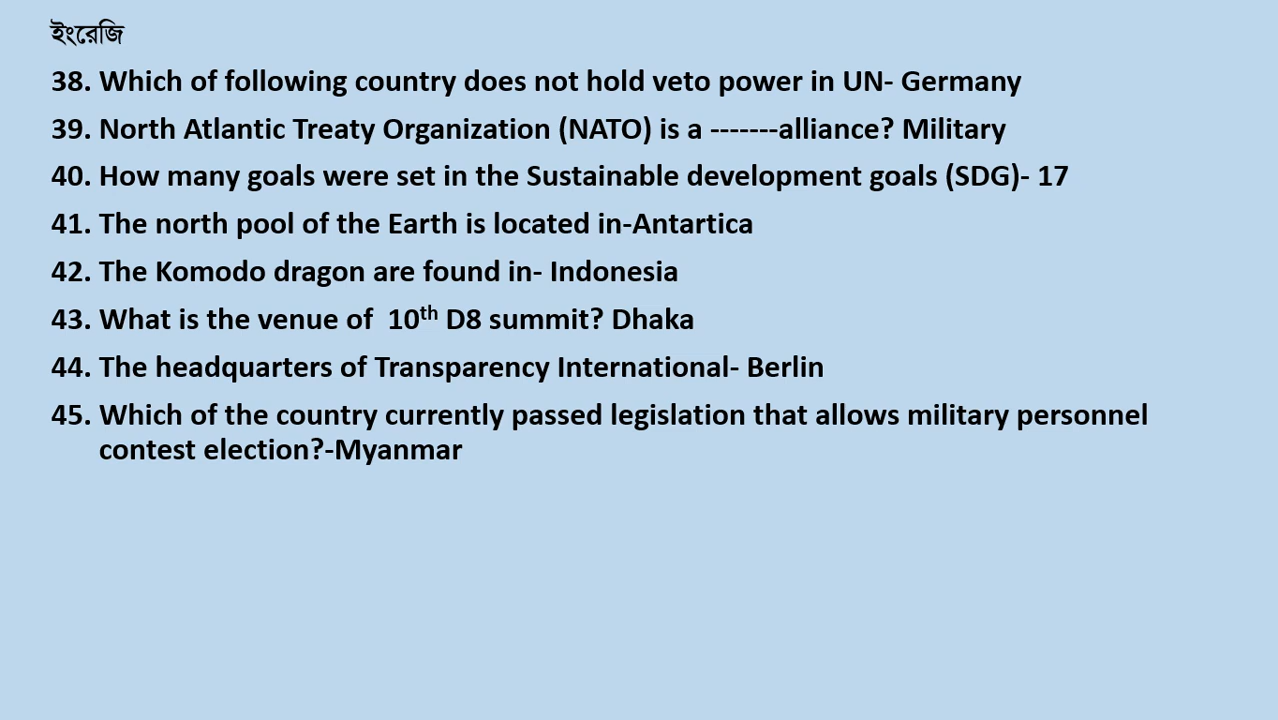 ইংরেজি
38. Which of following country does not hold veto power in UN- Germany
39. North Atlantic Treaty Organization (NATO) is a -------alliance? Military
40. How many goals were set in the Sustainable development goals (SDG)- 17
41. The north pool of the Earth is located in-Antartica
42. The Komodo dragon are found in- Indonesia
43. What is the venue of  10th D8 summit? Dhaka
44. The headquarters of Transparency International- Berlin
45. Which of the country currently passed legislation that allows military personnel
contest election?-Myanmar